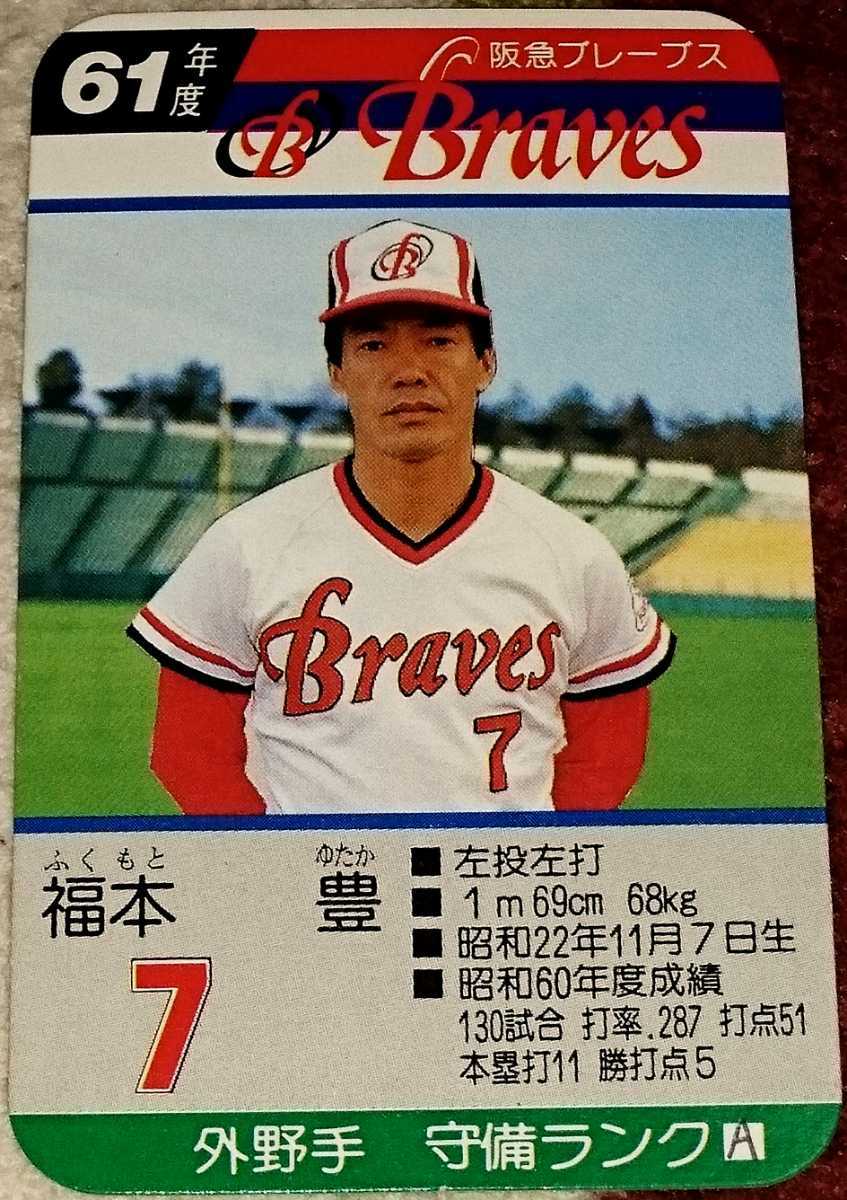 61年度
阪急ブレーブス
B Braves
B
Braves
7
ふくもと ゆたか
福本 豊
7
■ 左投左打
■ 1m69cm 68kg
■ 昭和22年11月7日生
■ 昭和60年度成績
130試合 打率.287 打点51
本塁打11 勝打点5
外野手 守備ランクA